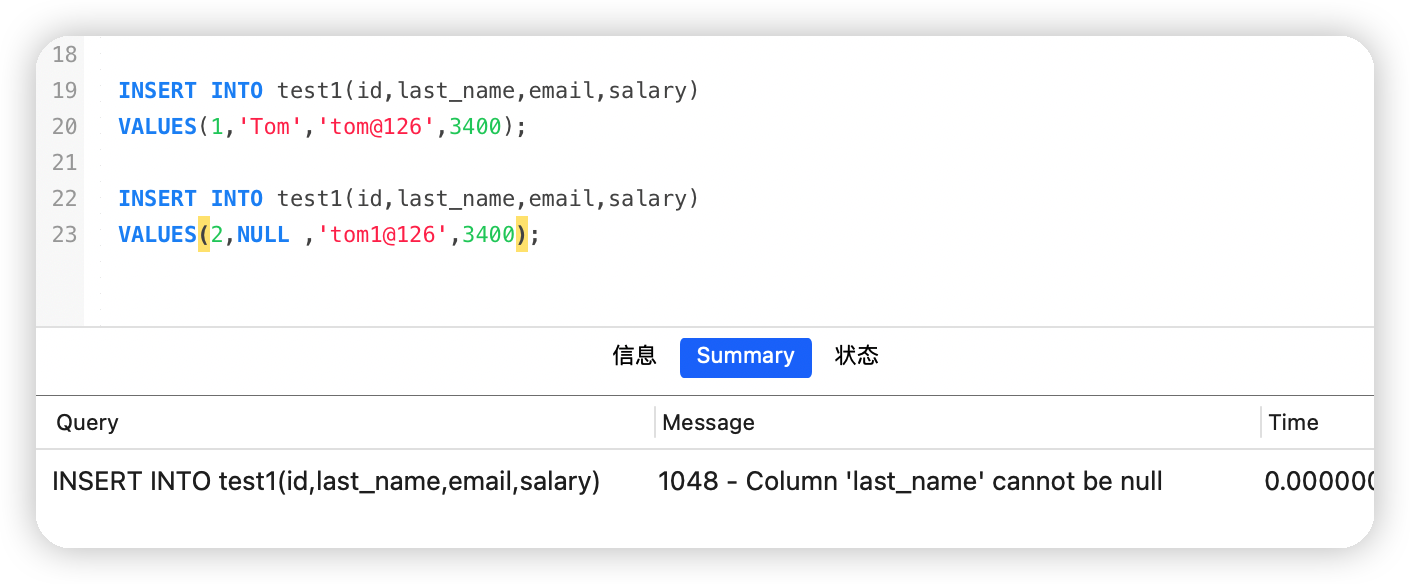 18
19 INSERT INTO test1(id,last_name,email,salary)
20 VALUES(1,'Tom','tom@126',3400);
21
22 INSERT INTO test1(id,last_name,email,salary)
23 VALUES(2,NULL ,'tom1@126',3400);
信息 Summary 状态
Query Message Time
INSERT INTO test1(id,last_name,email,salary) 1048 - Column 'last_name' cannot be null 0.000000